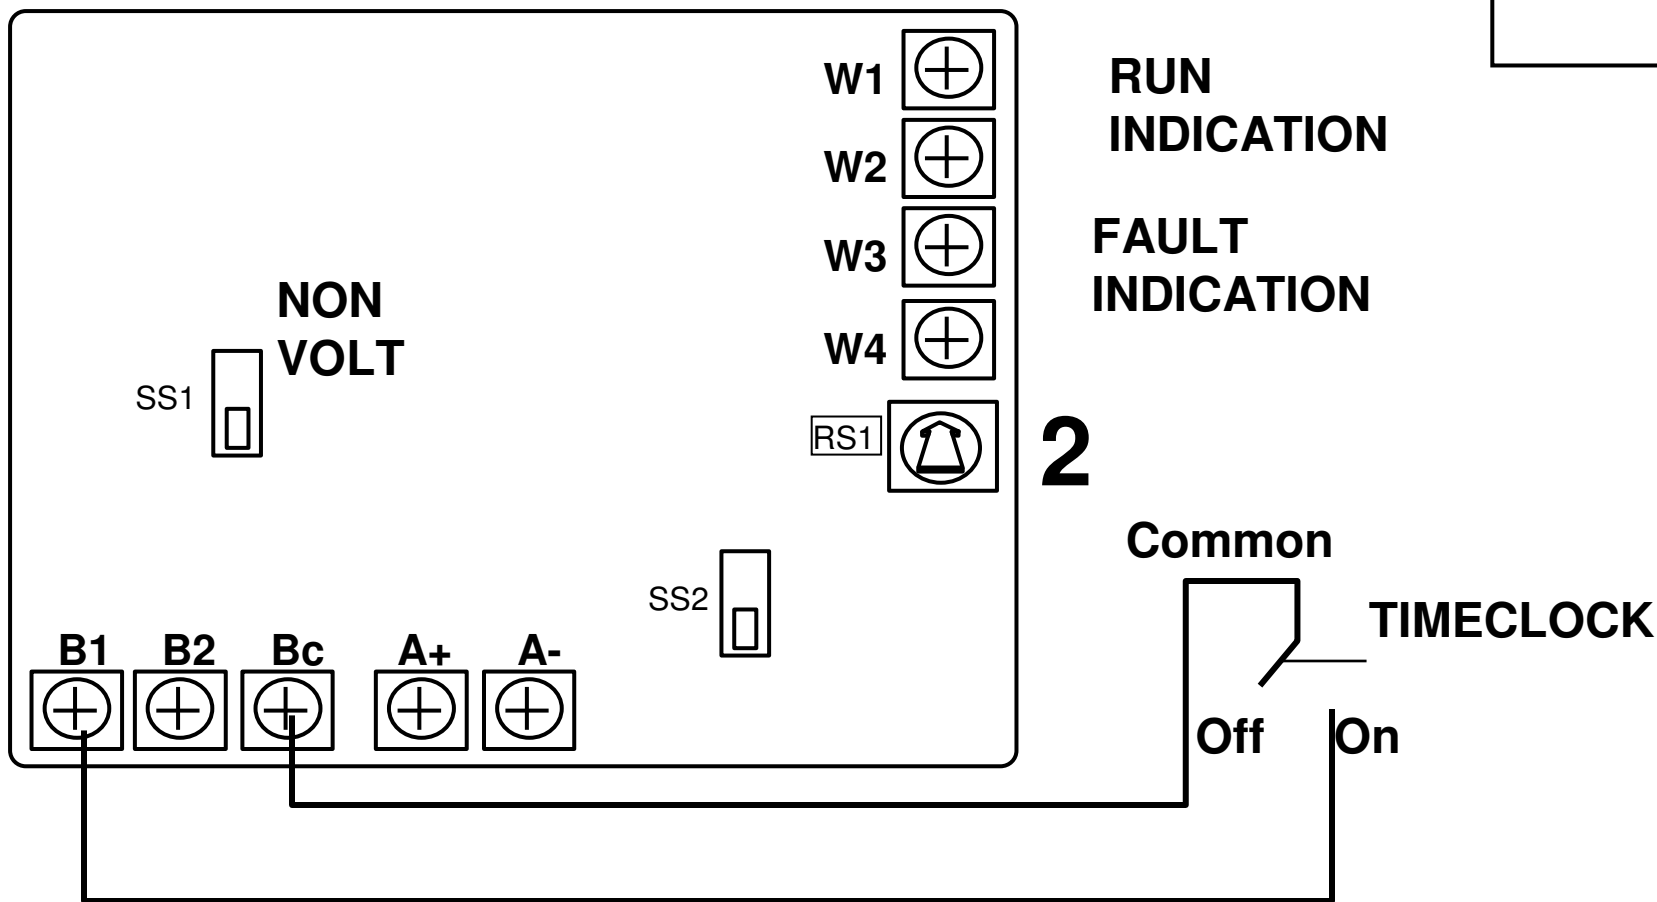 W1
RUN
INDICATION
W2
W3
FAULT
INDICATION
NON
VOLT
W4
SS1
RS1
2
Common
SS2
TIMECLOCK
B1 B2 Bc A+ A-
Off On